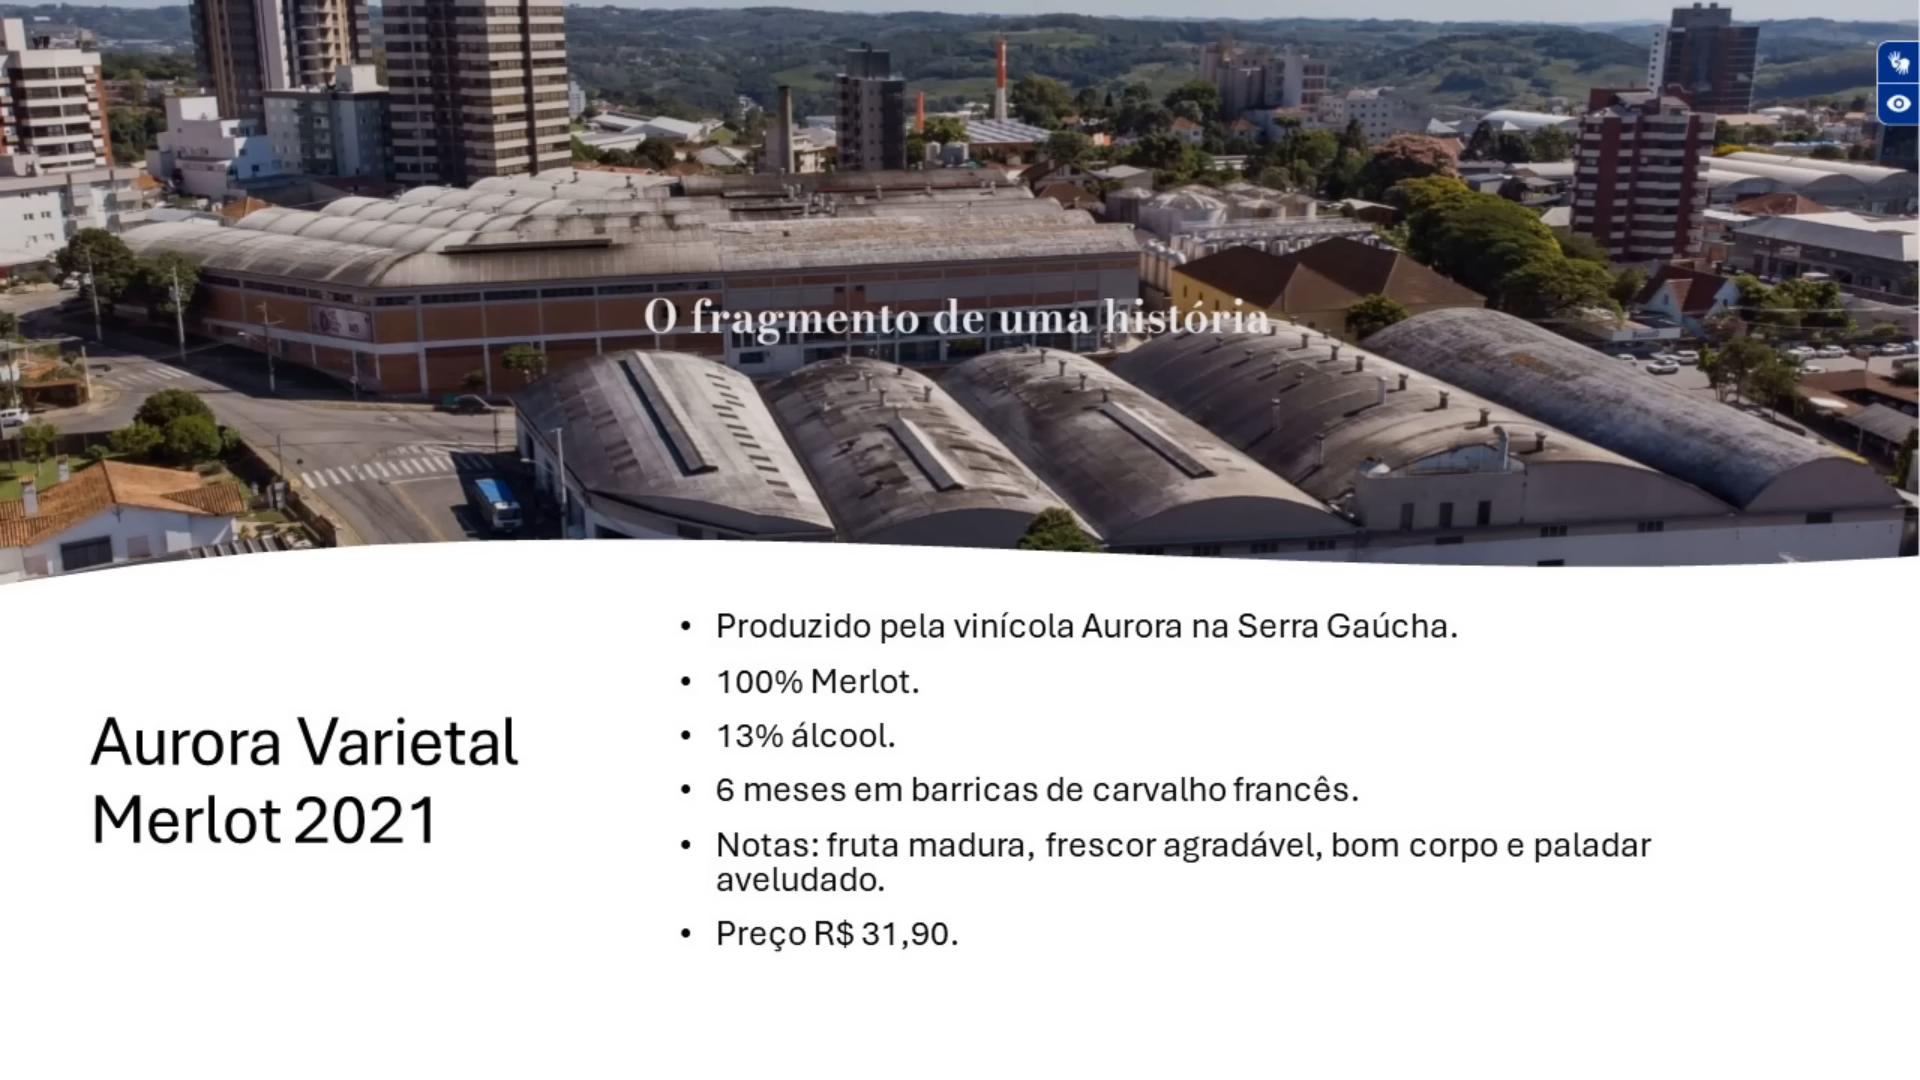 O fragmento de uma história
Aurora Varietal
Merlot 2021
• Produzido pela vinícola Aurora na Serra Gaúcha.
• 100% Merlot.
• 13% álcool.
• 6 meses em barricas de carvalho francês.
• Notas: fruta madura, frescor agradável, bom corpo e paladar
aveludado.
• Preço R$ 31,90.